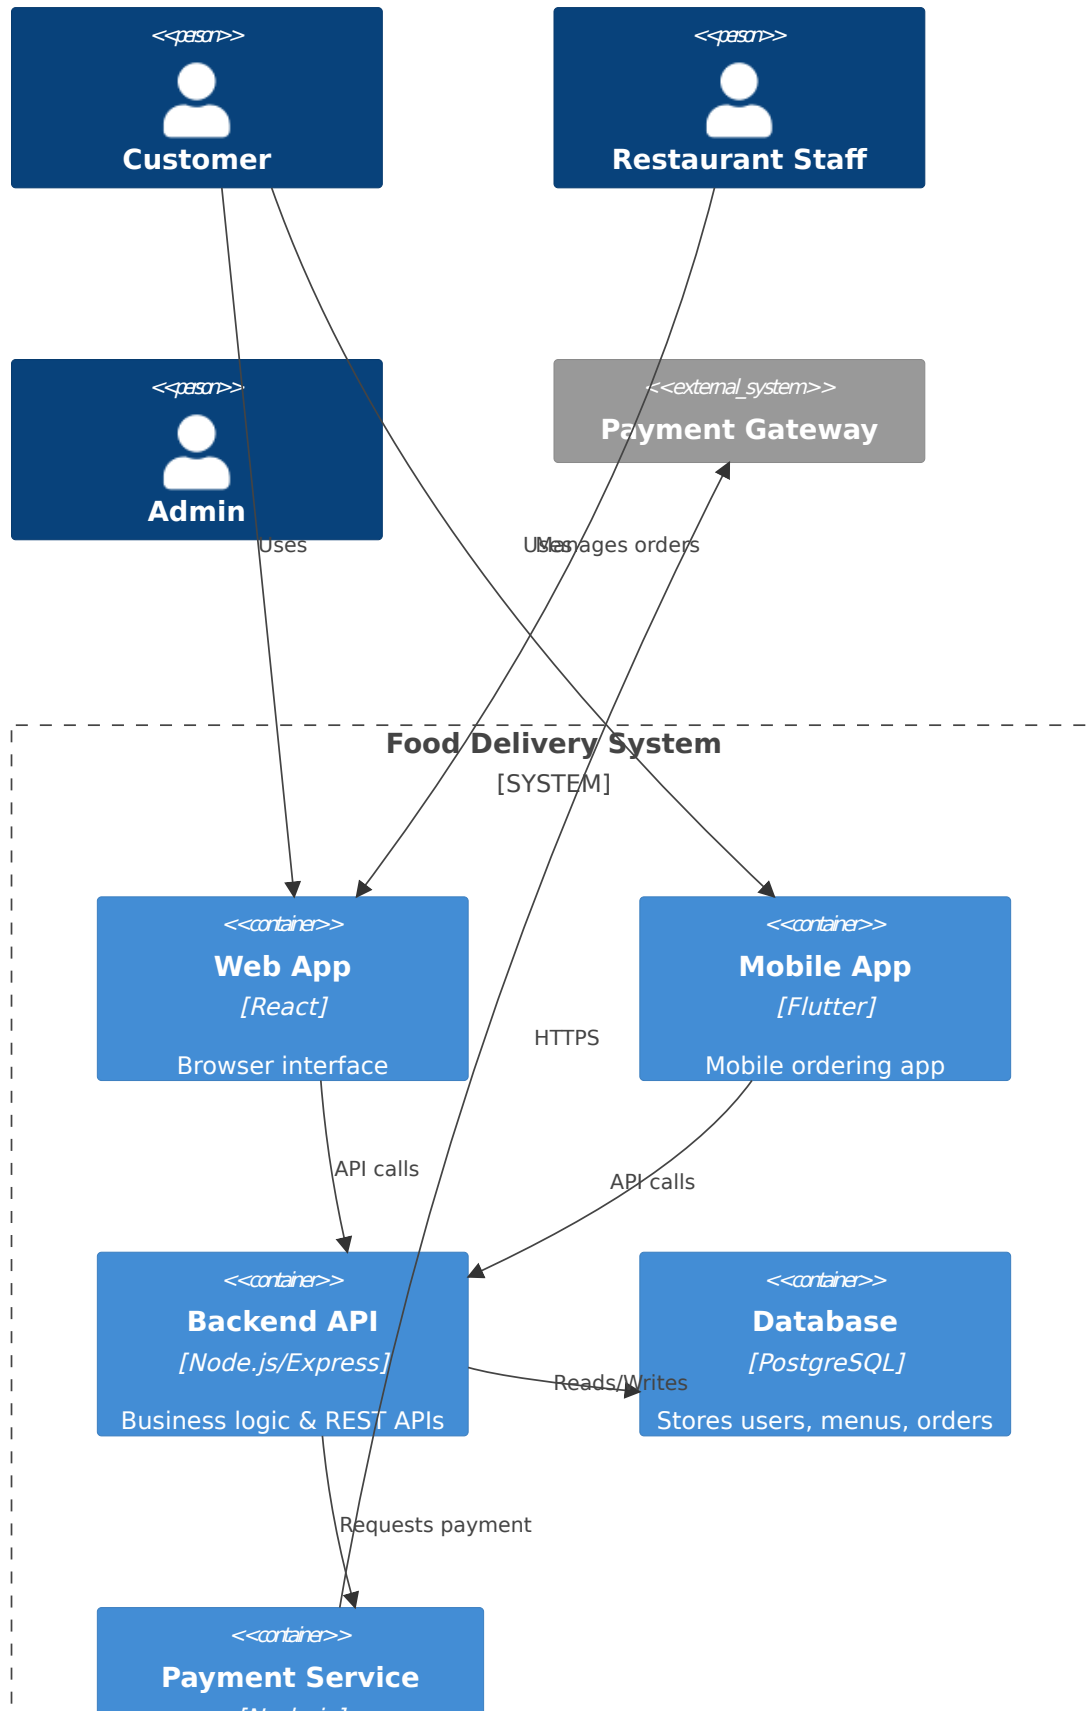 <<person>>
Customer
<<person>>
Restaurant Staff
<<person>>
Admin
<<external_system>>
Payment Gateway
Uses
Uses
Manages orders
Food Delivery System
[SYSTEM]
<<container>>
Web App
[React]
Browser interface
<<container>>
Mobile App
[Flutter]
Mobile ordering app
HTTPS
API calls
API calls
<<container>>
Backend API
[Node.js/Express]
Business logic & REST APIs
Reads/Writes
<<container>>
Database
[PostgreSQL]
Stores users, menus, orders
Requests payment
<<container>>
Payment Service